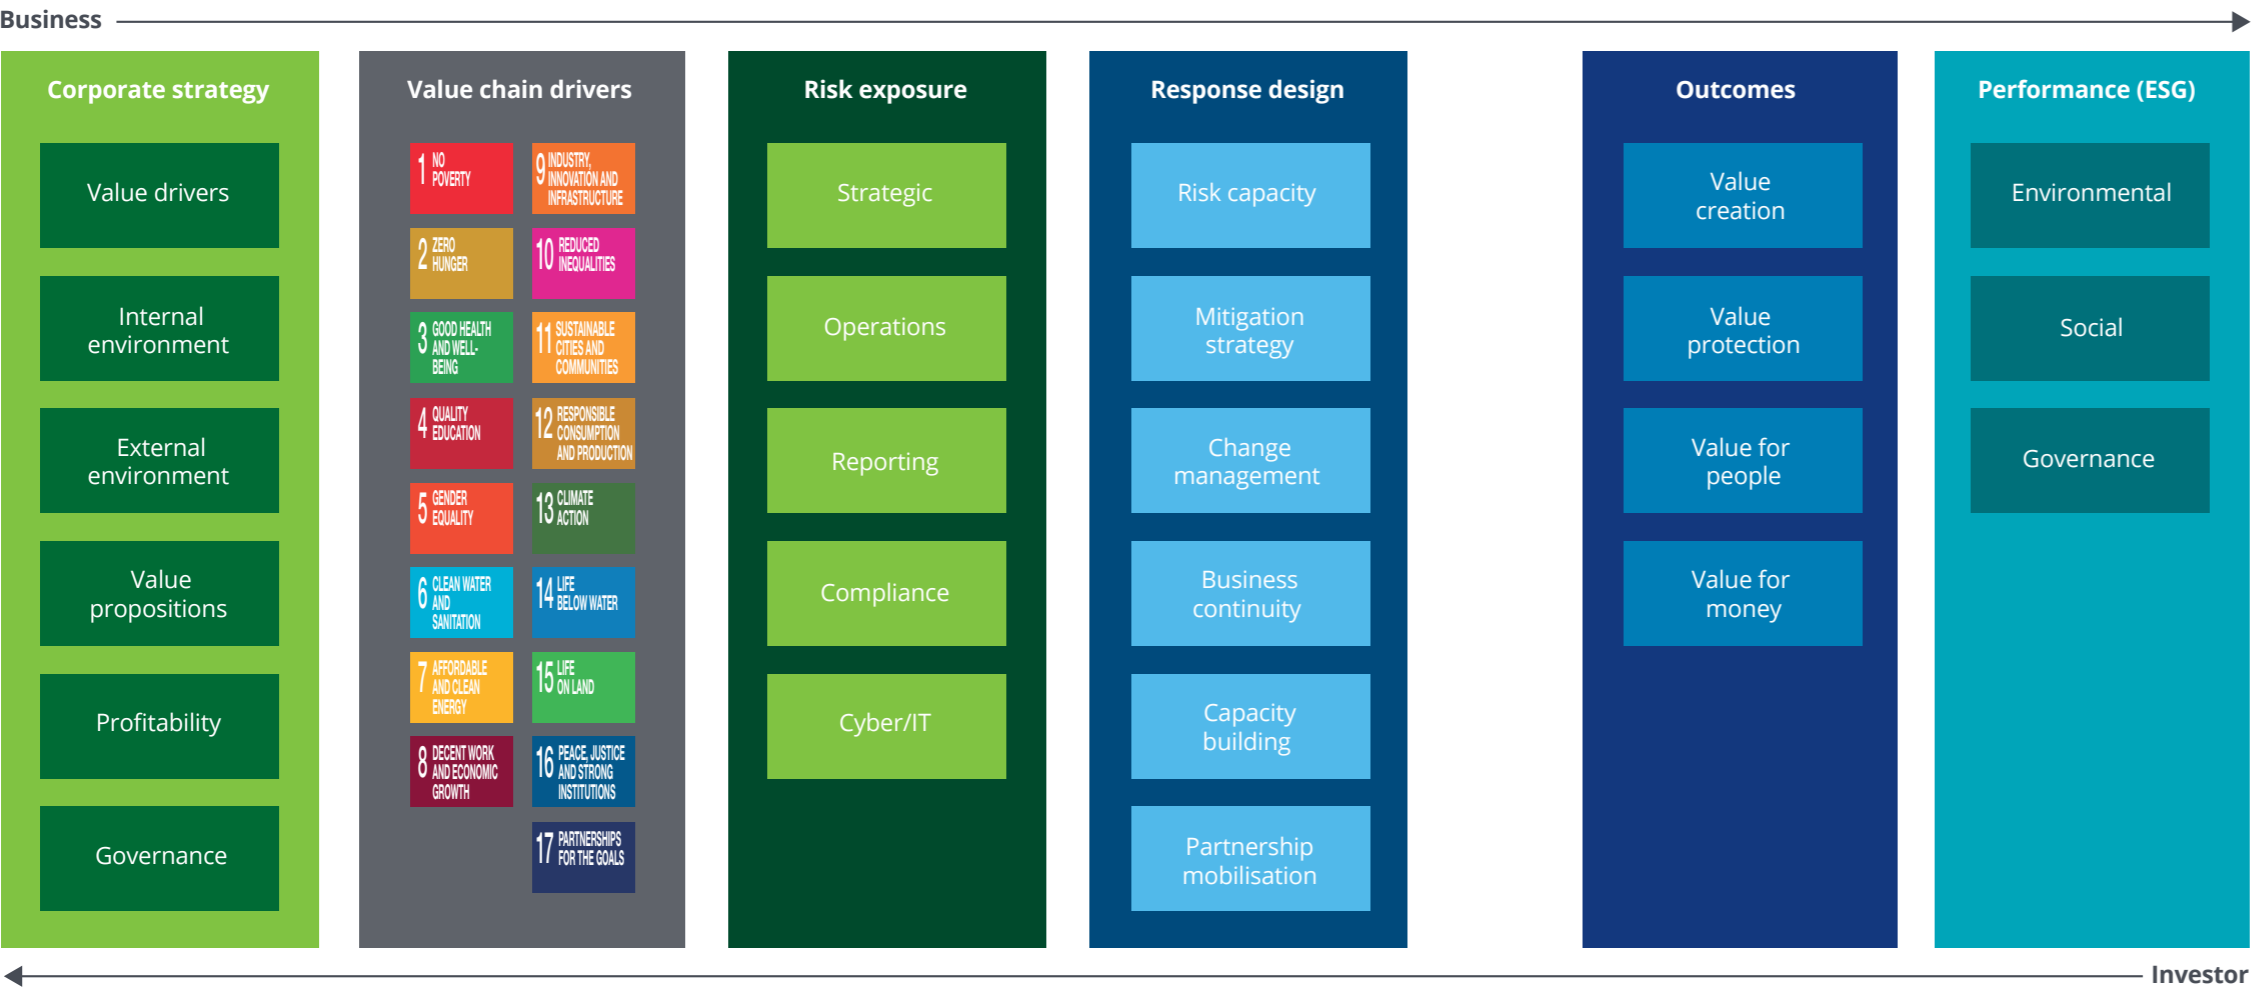 Business
Corporate strategy
Value drivers
Internal
environment
External
environment
Value
propositions
Profitability
Governance
Value chain drivers
1 NO
POVERTY
2 ZERO
HUNGER
3 GOOD HEALTH
AND WELL-
BEING
4 QUALITY
EDUCATION
5 GENDER
EQUALITY
6 CLEAN WATER
AND
SANITATION
7 AFFORDABLE
AND CLEAN
ENERGY
8 DECENT WORK
AND ECONOMIC
GROWTH
9 INDUSTRY,
INNOVATION AND
INFRASTRUCTURE
10 REDUCED
INEQUALITIES
11 SUSTAINABLE
CITIES AND
COMMUNITIES
12 RESPONSIBLE
CONSUMPTION
AND PRODUCTION
13 CLIMATE
ACTION
14 LIFE
BELOW WATER
15 LIFE
ON LAND
16 PEACE, JUSTICE
AND STRONG
INSTITUTIONS
17 PARTNERSHIPS
FOR THE GOALS
Risk exposure
Strategic
Operations
Reporting
Compliance
Cyber/IT
Response design
Risk capacity
Mitigation
strategy
Change
management
Business
continuity
Capacity
building
Partnership
mobilisation
Outcomes
Value
creation
Value
protection
Value for
people
Value for
money
Performance (ESG)
Environmental
Social
Governance
Investor